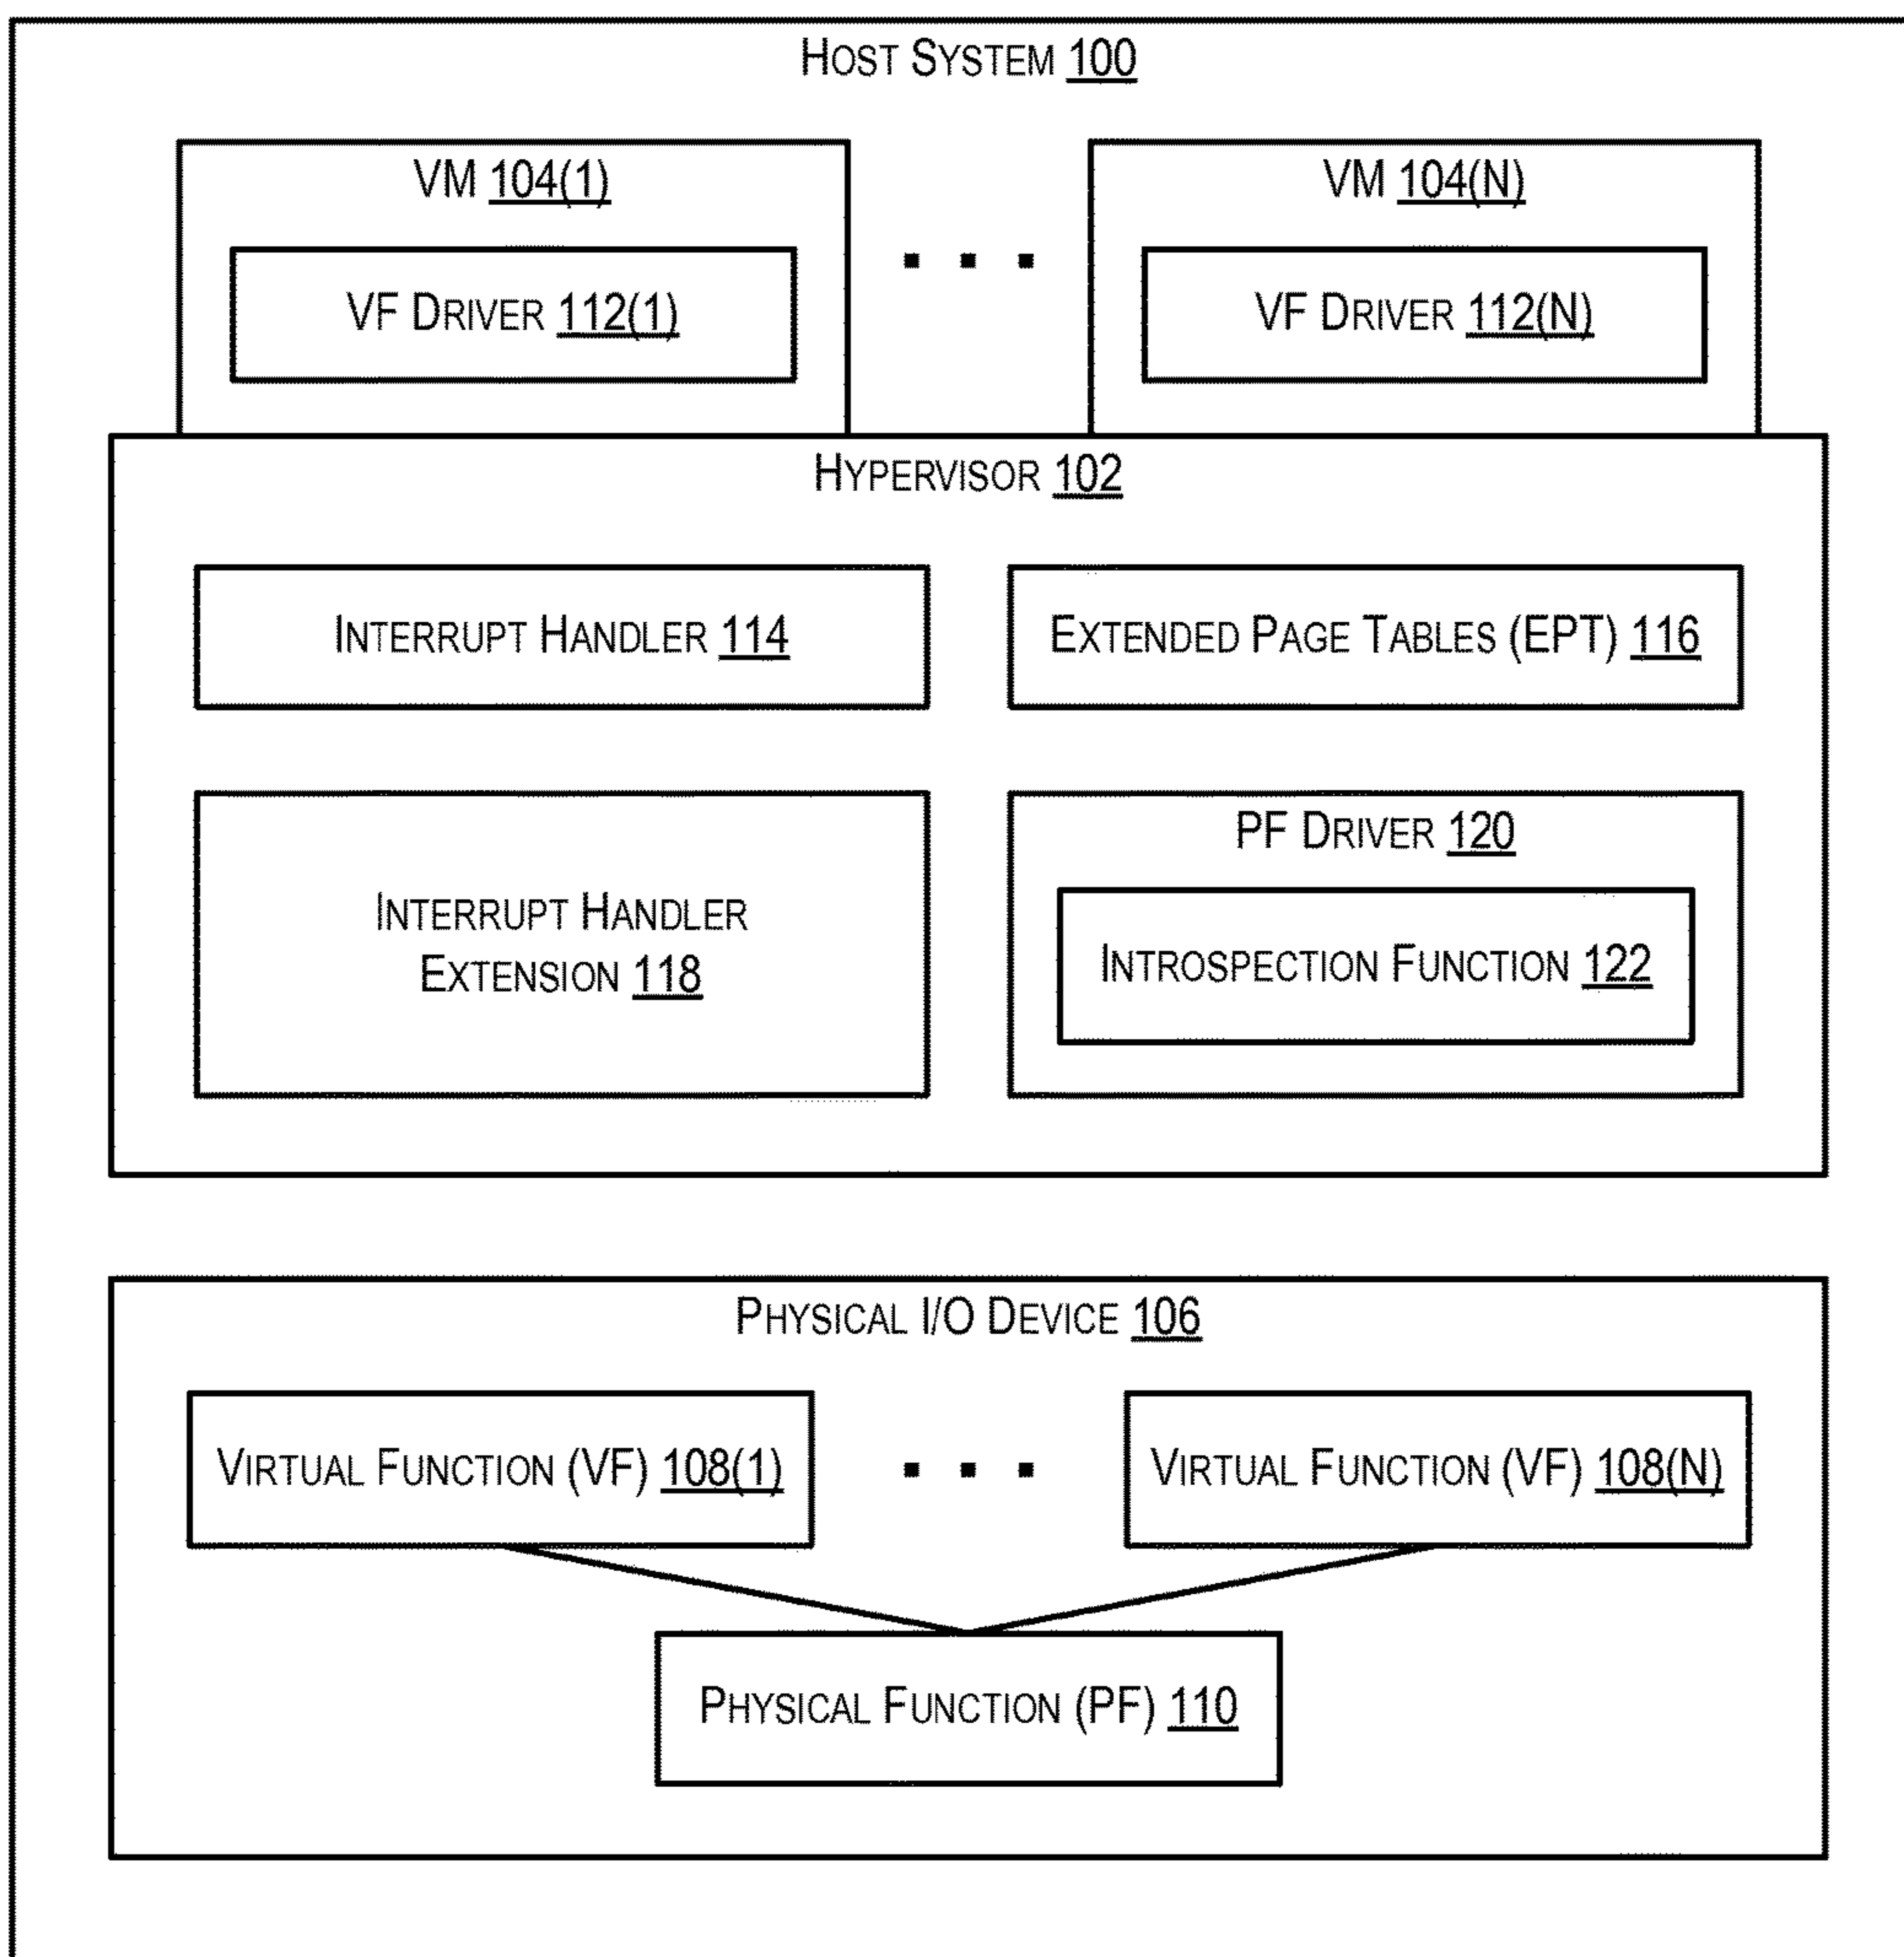 HOST SYSTEM 100
VM 104(1)
VM 104(N)
VF DRIVER 112(1)
VF DRIVER 112(N)
HYPERVISOR 102
INTERRUPT HANDLER 114
EXTENDED PAGE TABLES (EPT) 116
PF DRIVER 120
INTERRUPT HANDLER
EXTENSION 118
INTROSPECTION FUNCTION 122
PHYSICAL I/O DEVICE 106
VIRTUAL FUNCTION (VF) 108(1)
VIRTUAL FUNCTION (VF) 108(N)
PHYSICAL FUNCTION (PF) 110